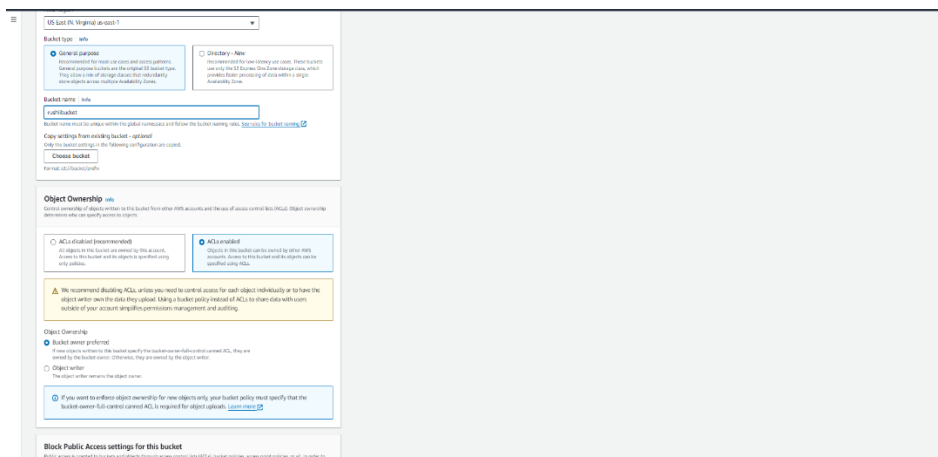 US East (N. Virginia) us-east-1
Bucket type Info
General purpose
Recommended for most use cases and access patterns.
General purpose buckets are the original S3 bucket type.
They allow a mix of storage classes that redundantly
store objects across multiple Availability Zones.
Directory - New
Recommended for low-latency use cases. These buckets
use only the S3 Express One Zone storage class, which
provides faster processing of data within a single
Availability Zone.
Bucket name Info
Bucket name must be unique within the global namespace and follow the bucket naming rules. See rules for bucket naming
Copy settings from existing bucket - optional
Only the bucket settings in the following configuration are copied.
Choose bucket
Format: s3://bucket/prefix
Object Ownership Info
Control ownership of objects written to this bucket from other AWS accounts and the use of access control lists (ACLs). Object ownership
determines who can specify access to objects.
ACLs disabled (recommended)
All objects in this bucket are owned by this account.
Access to this bucket and its objects is specified using
only policies.
ACLs enabled
Objects in this bucket can be owned by other AWS
accounts. Access to this bucket and its objects can be
specified using ACLs.
We recommend disabling ACLs, unless you need to control access for each object individually or to have the
object writer own the data they upload. Using a bucket policy instead of ACLs to share data with users
outside of your account simplifies permissions management and auditing.
Object Ownership
Bucket owner preferred
If new objects written to this bucket specify the bucket-owner-full-control canned ACL, they are
owned by the bucket owner. Otherwise, they are owned by the object writer.
Object writer
The object writer remains the object owner.
If you want to enforce object ownership for new objects only, your bucket policy must specify that the
bucket-owner-full-control canned ACL is required for object uploads. Learn more
Block Public Access settings for this bucket